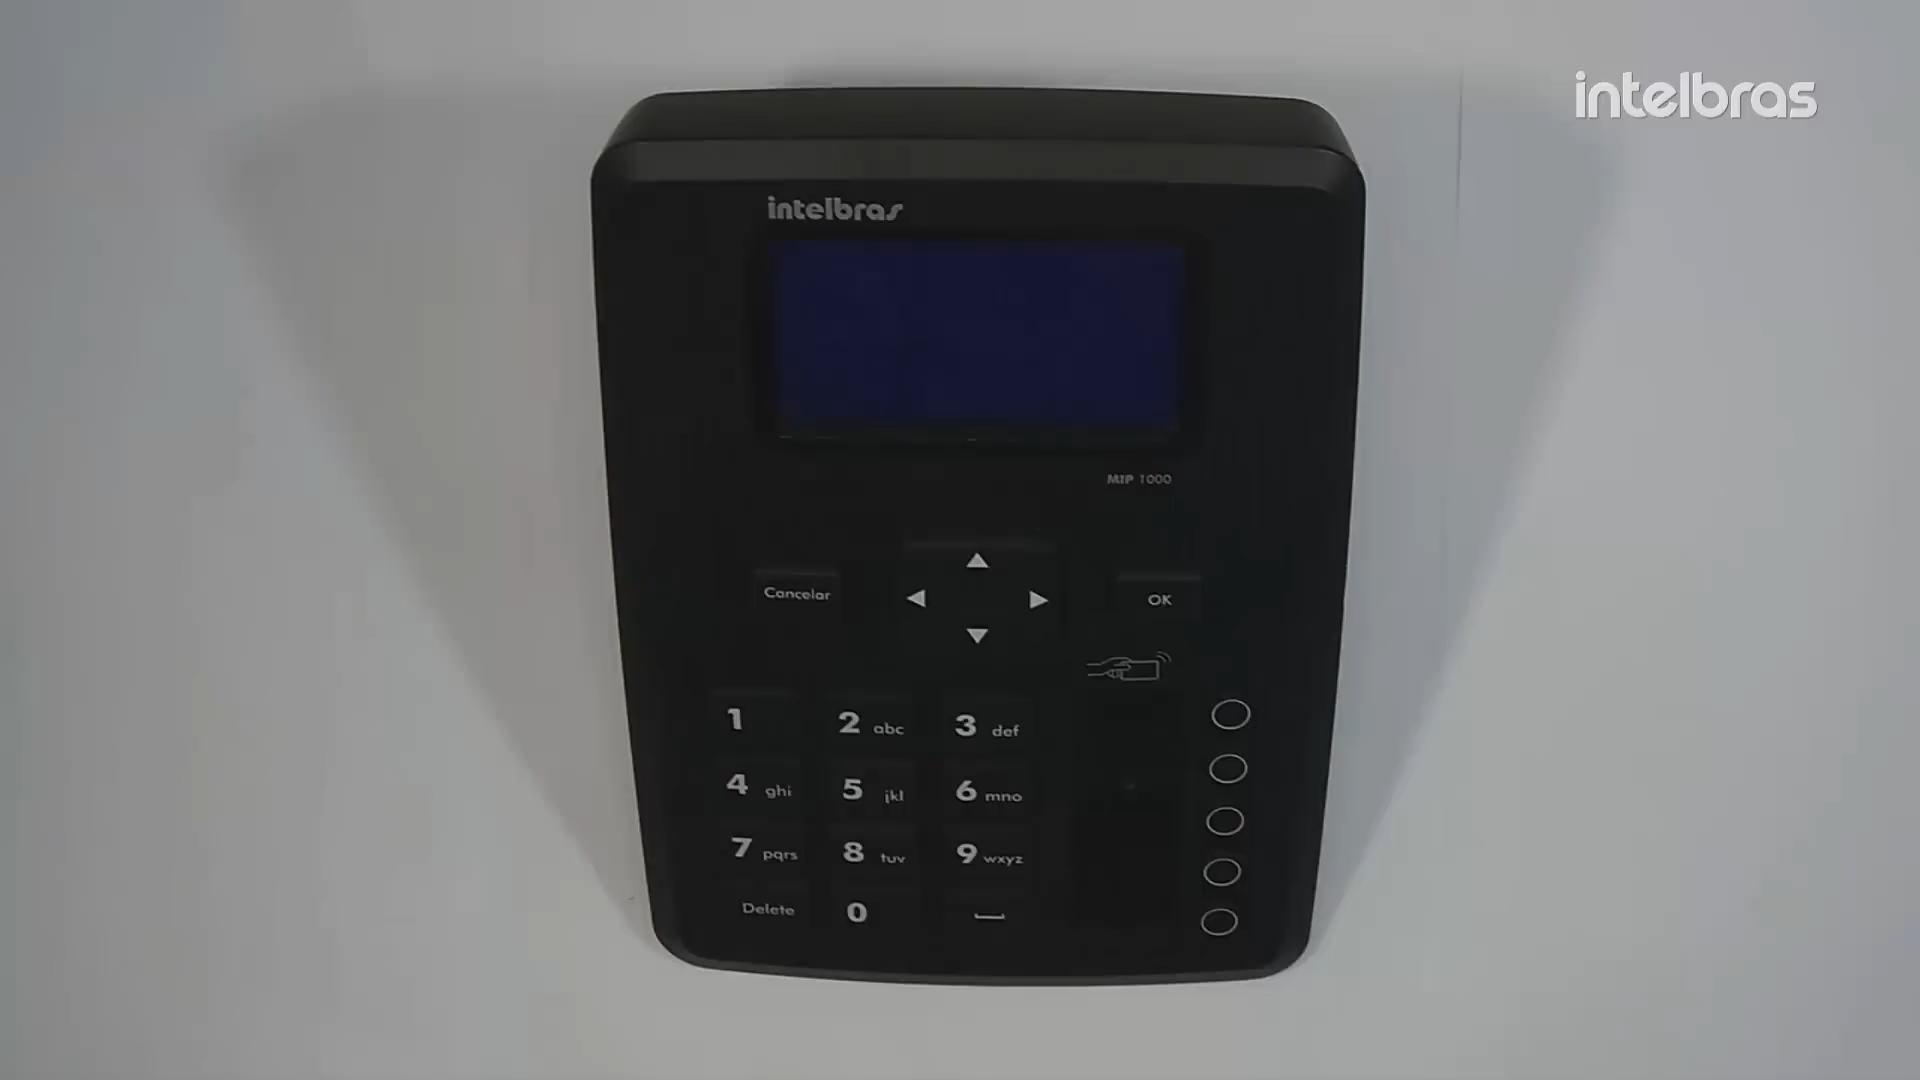 intelbras
intelbras
MIP 1000
Cancelar
OK
1
2 abc
3 def
4 ghi
5 jkl
6 mno
7 pqrs
8 tuv
9 wxyz
Delete
0